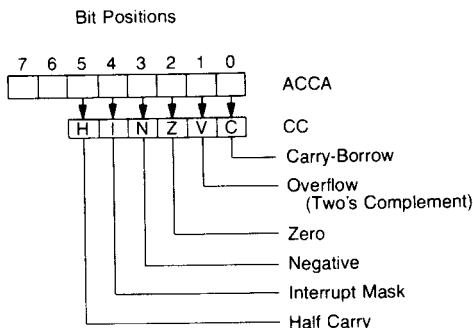 Bit Positions
7 6 5 4 3 2 1 0
ACCA
H I N Z V C
CC
Carry-Borrow
Overflow
(Two's Complement)
Zero
Negative
Interrupt Mask
Half Carry